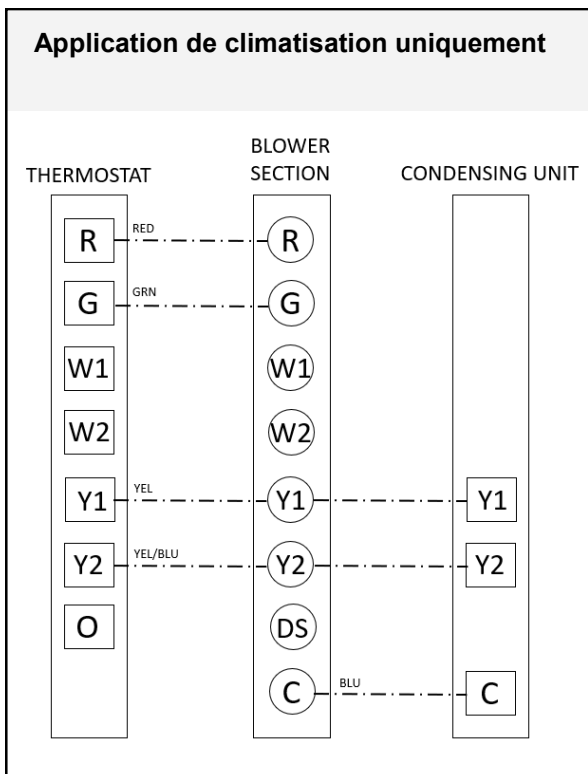 Application de climatisation uniquement
THERMOSTAT
BLOWER
SECTION
CONDENSING UNIT
R RED R
G GRN G
W1 W1
W2 W2
Y1 YEL Y1 Y1
Y2 YEL/BLU Y2 Y2
O DS
C BLU C